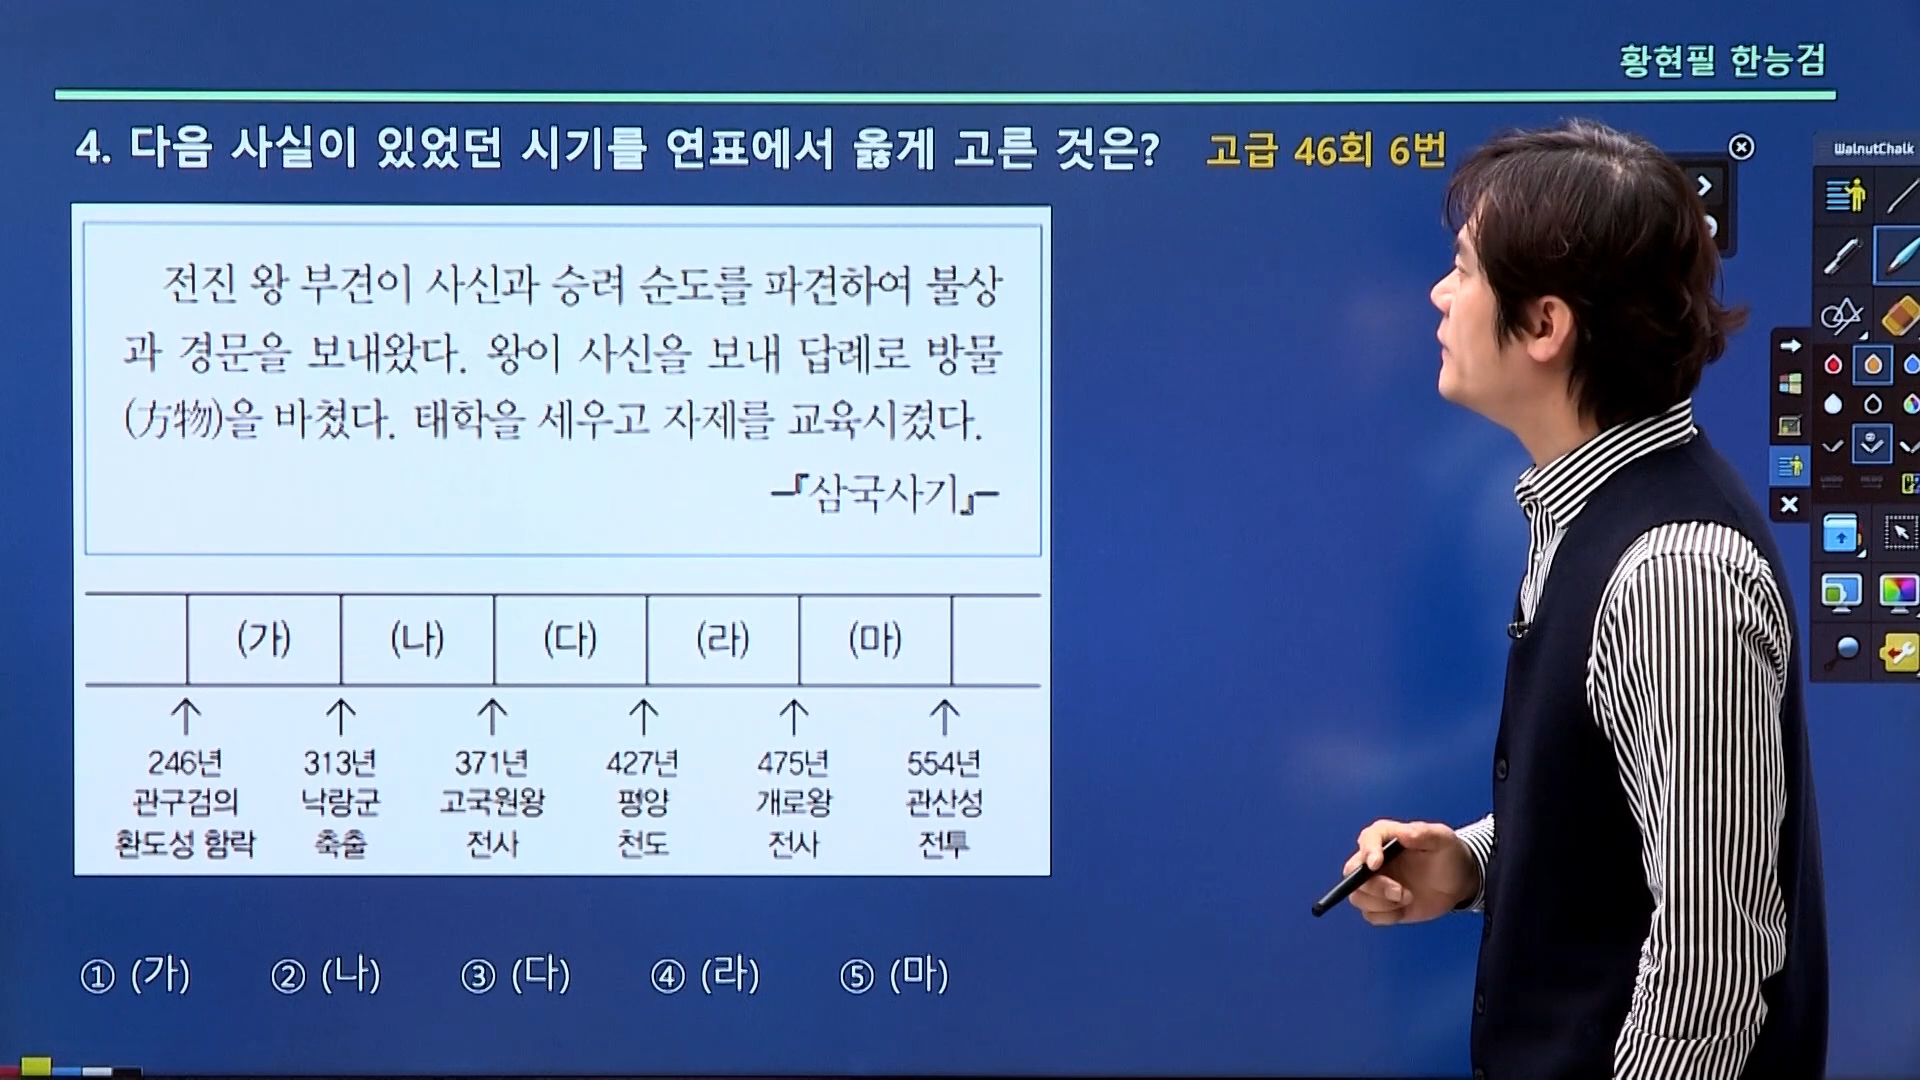 황현필 한능검
4. 다음 사실이 있었던 시기를 연표에서 옳게 고른 것은? 고급 46회 6번
WalnutChalk
전진 왕 부견이 사신과 승려 순도를 파견하여 불상
과 경문을 보내왔다. 왕이 사신을 보내 답례로 방물
(方物)을 바쳤다. 태학을 세우고 자제를 교육시켰다.
-『삼국사기』-
(가) (나) (다) (라) (마)
246년 313년 371년 427년 475년 554년
관구검의 낙랑군 고국원왕 평양 개로왕 관산성
환도성 함락 축출 전사 천도 전사 전투
① (가) ② (나) ③ (다) ④ (라) ⑤ (마)